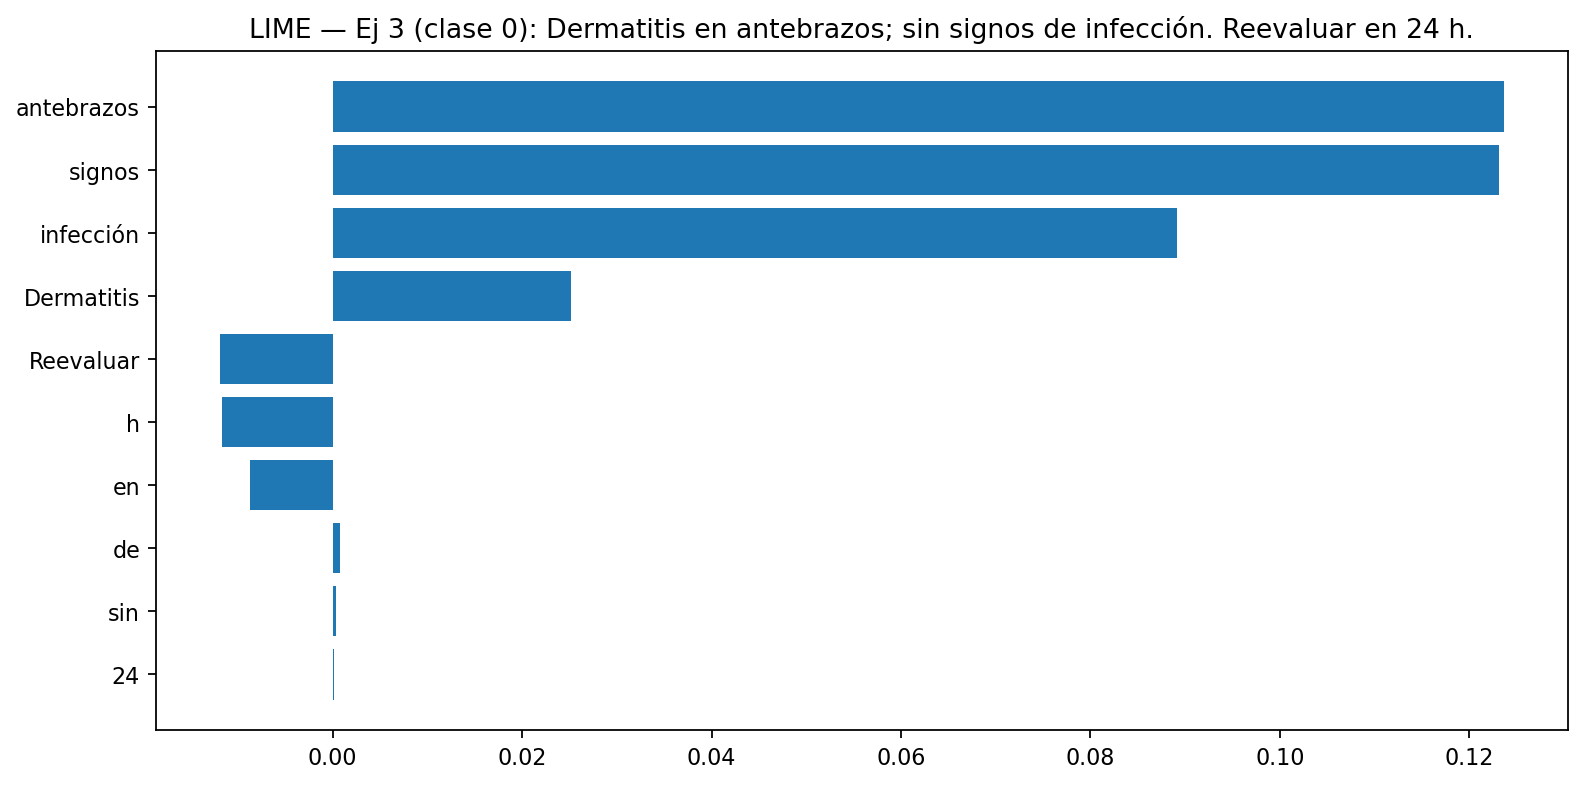 LIME — Ej 3 (clase 0): Dermatitis en antebrazos; sin signos de infección. Reevaluar en 24 h.
antebrazos
signos
infección
Dermatitis
Reevaluar
h
en
de
sin
24
0.00 0.02 0.04 0.06 0.08 0.10 0.12